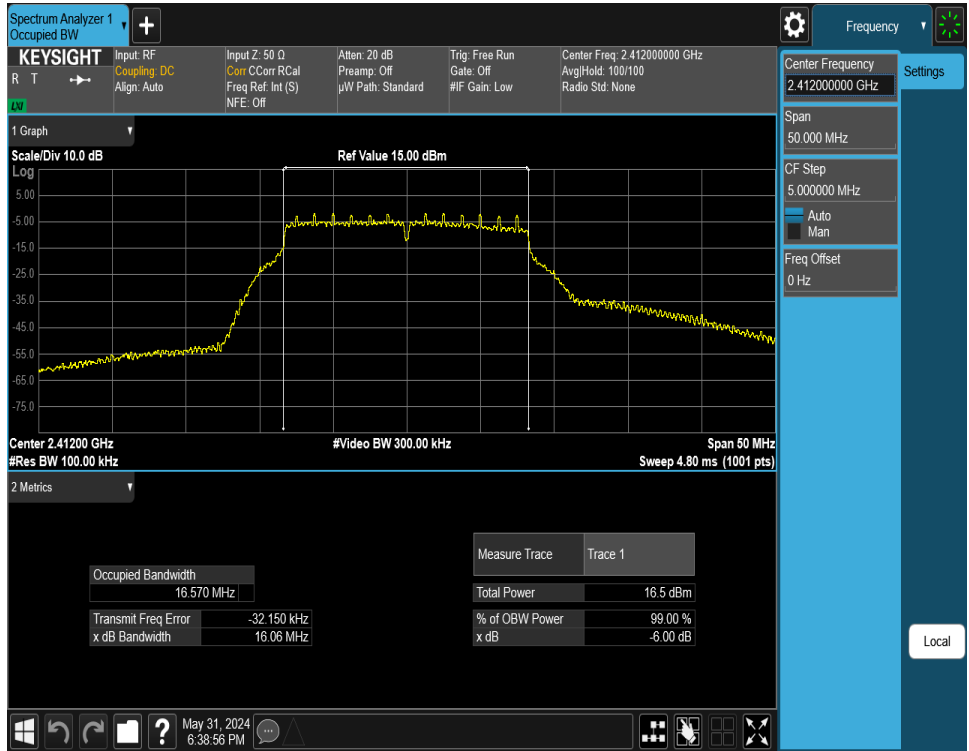 Spectrum Analyzer 1
Occupied BW
+
Frequency
KEYSIGHT
R T
LXI
Input: RF
Coupling: DC
Align: Auto
Input Z: 50 Ω
Corr CCorr RCal
Freq Ref: Int (S)
NFE: Off
Atten: 20 dB
Preamp: Off
µW Path: Standard
Trig: Free Run
Gate: Off
#IF Gain: Low
Center Freq: 2.412000000 GHz
Avg|Hold: 100/100
Radio Std: None
Center Frequency
2.412000000 GHz
Settings
Span
50.000 MHz
CF Step
5.000000 MHz
Auto
Man
Freq Offset
0 Hz
Local
1 Graph
Scale/Div 10.0 dB
Ref Value 15.00 dBm
Log
5.00
-5.00
-15.0
-25.0
-35.0
-45.0
-55.0
-65.0
-75.0
Center 2.41200 GHz
#Video BW 300.00 kHz
Span 50 MHz
#Res BW 100.00 kHz
Sweep 4.80 ms (1001 pts)
2 Metrics
Measure Trace Trace 1
Occupied Bandwidth
16.570 MHz
Total Power 16.5 dBm
Transmit Freq Error -32.150 kHz
% of OBW Power 99.00 %
x dB Bandwidth 16.06 MHz
x dB -6.00 dB
?
May 31, 2024
6:38:56 PM